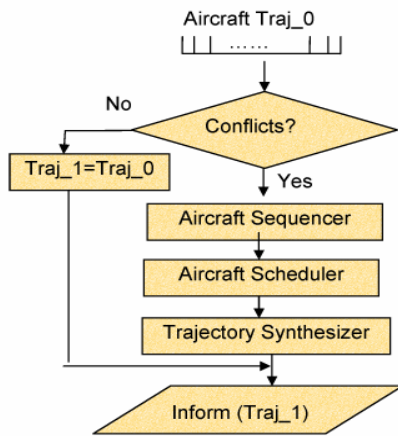 Aircraft Traj_0
......
Conflicts?
No
Yes
Traj_1=Traj_0
Aircraft Sequencer
Aircraft Scheduler
Trajectory Synthesizer
Inform (Traj_1)